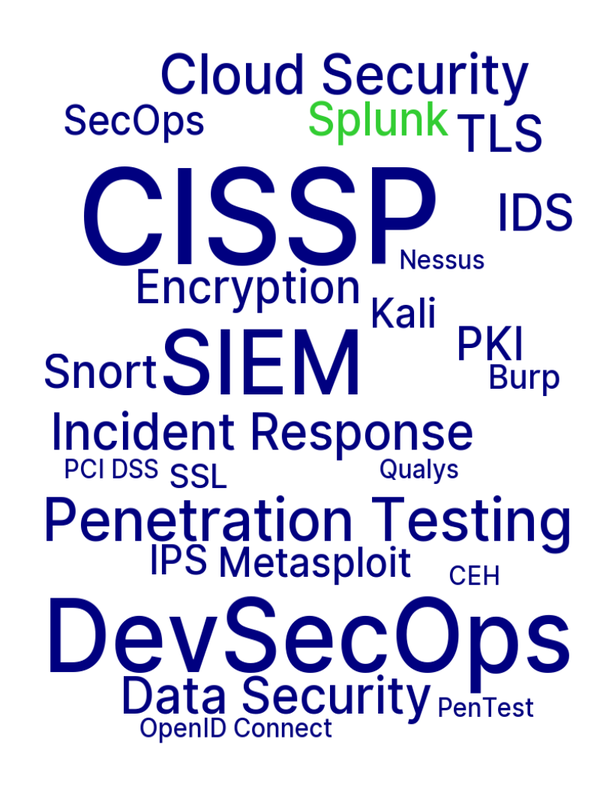 Cloud Security
SecOps Splunk TLS
CISSP IDS
Nessus
Encryption
Kali
PKI
Snort SIEM Burp
Incident Response
PCI DSS SSL Qualys
Penetration Testing
IPS Metasploit CEH
DevSecOps
Data Security PenTest
OpenID Connect